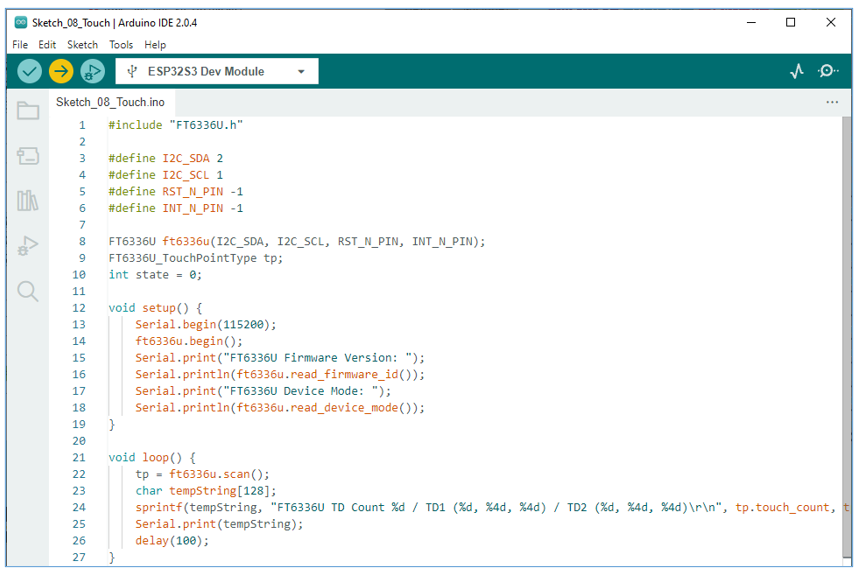 Sketch_08_Touch | Arduino IDE 2.0.4
File Edit Sketch Tools Help
ESP32S3 Dev Module
Sketch_08_Touch.ino
1 #include "FT6336U.h"
2
3 #define I2C_SDA 2
4 #define I2C_SCL 1
5 #define RST_N_PIN -1
6 #define INT_N_PIN -1
7
8 FT6336U ft6336u(I2C_SDA, I2C_SCL, RST_N_PIN, INT_N_PIN);
9 FT6336U_TouchPointType tp;
10 int state = 0;
11
12 void setup() {
13     Serial.begin(115200);
14     ft6336u.begin();
15     Serial.print("FT6336U Firmware Version: ");
16     Serial.println(ft6336u.read_firmware_id());
17     Serial.print("FT6336U Device Mode: ");
18     Serial.println(ft6336u.read_device_mode());
19 }
20
21 void loop() {
22     tp = ft6336u.scan();
23     char tempString[128];
24     sprintf(tempString, "FT6336U TD Count %d / TD1 (%d, %4d, %4d) / TD2 (%d, %4d, %4d)\r\n", tp.touch_count, t
25     Serial.print(tempString);
26     delay(100);
27 }